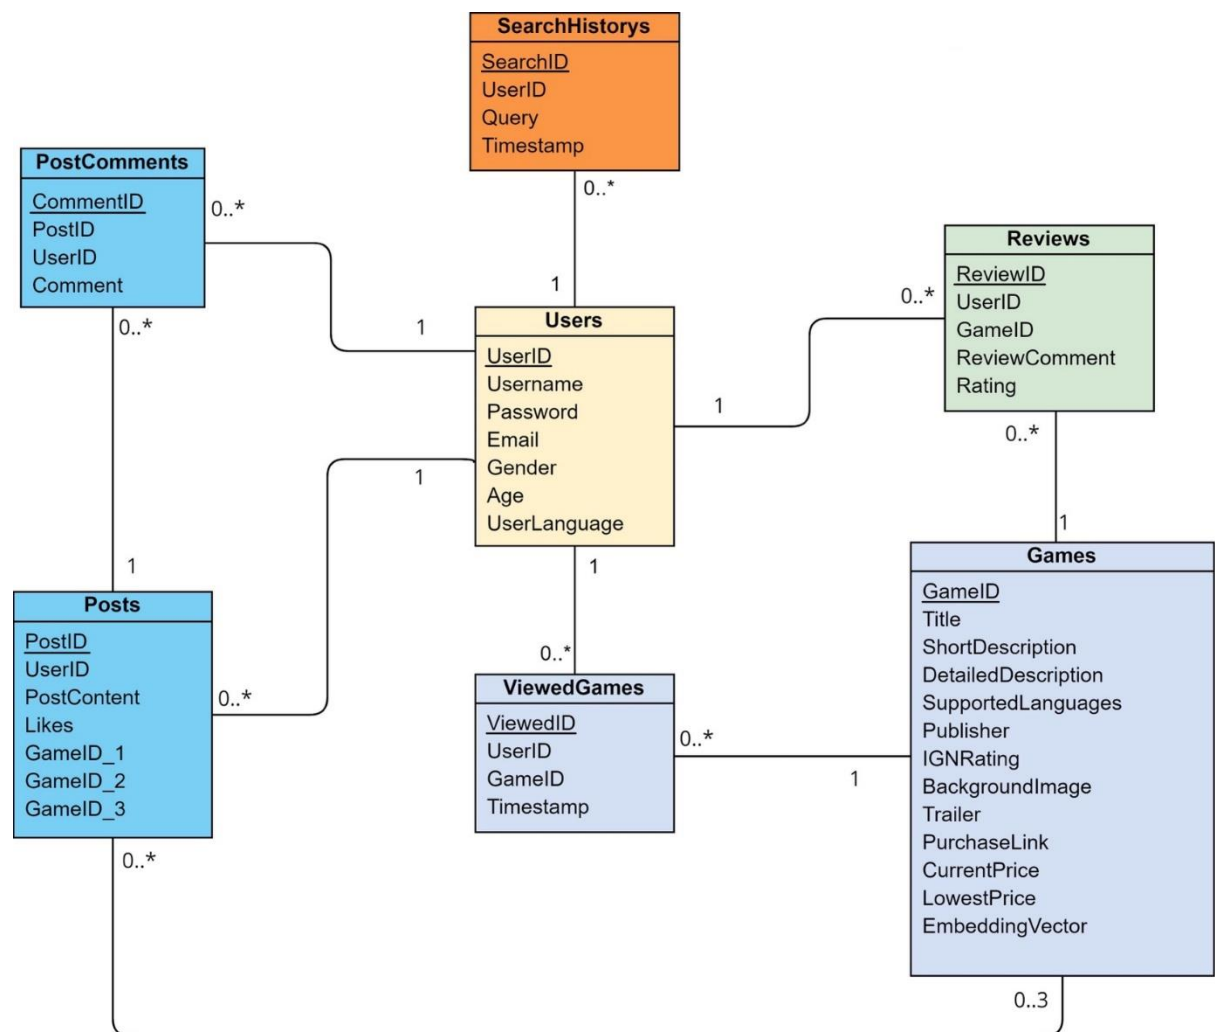 SearchHistorys
SearchID
UserID
Query
Timestamp
0..*
1
PostComments
CommentID
PostID
UserID
Comment
0..*
1
0..*
1
Reviews
ReviewID
UserID
GameID
ReviewComment
Rating
0..*
1
0..*
1
Users
UserID
Username
Password
Email
Gender
Age
UserLanguage
1
0..*
1
0..*
Posts
PostID
UserID
PostContent
Likes
GameID_1
GameID_2
GameID_3
0..*
ViewedGames
ViewedID
UserID
GameID
Timestamp
0..*
1
Games
GameID
Title
ShortDescription
DetailedDescription
SupportedLanguages
Publisher
IGNRating
BackgroundImage
Trailer
PurchaseLink
CurrentPrice
LowestPrice
EmbeddingVector
0..3